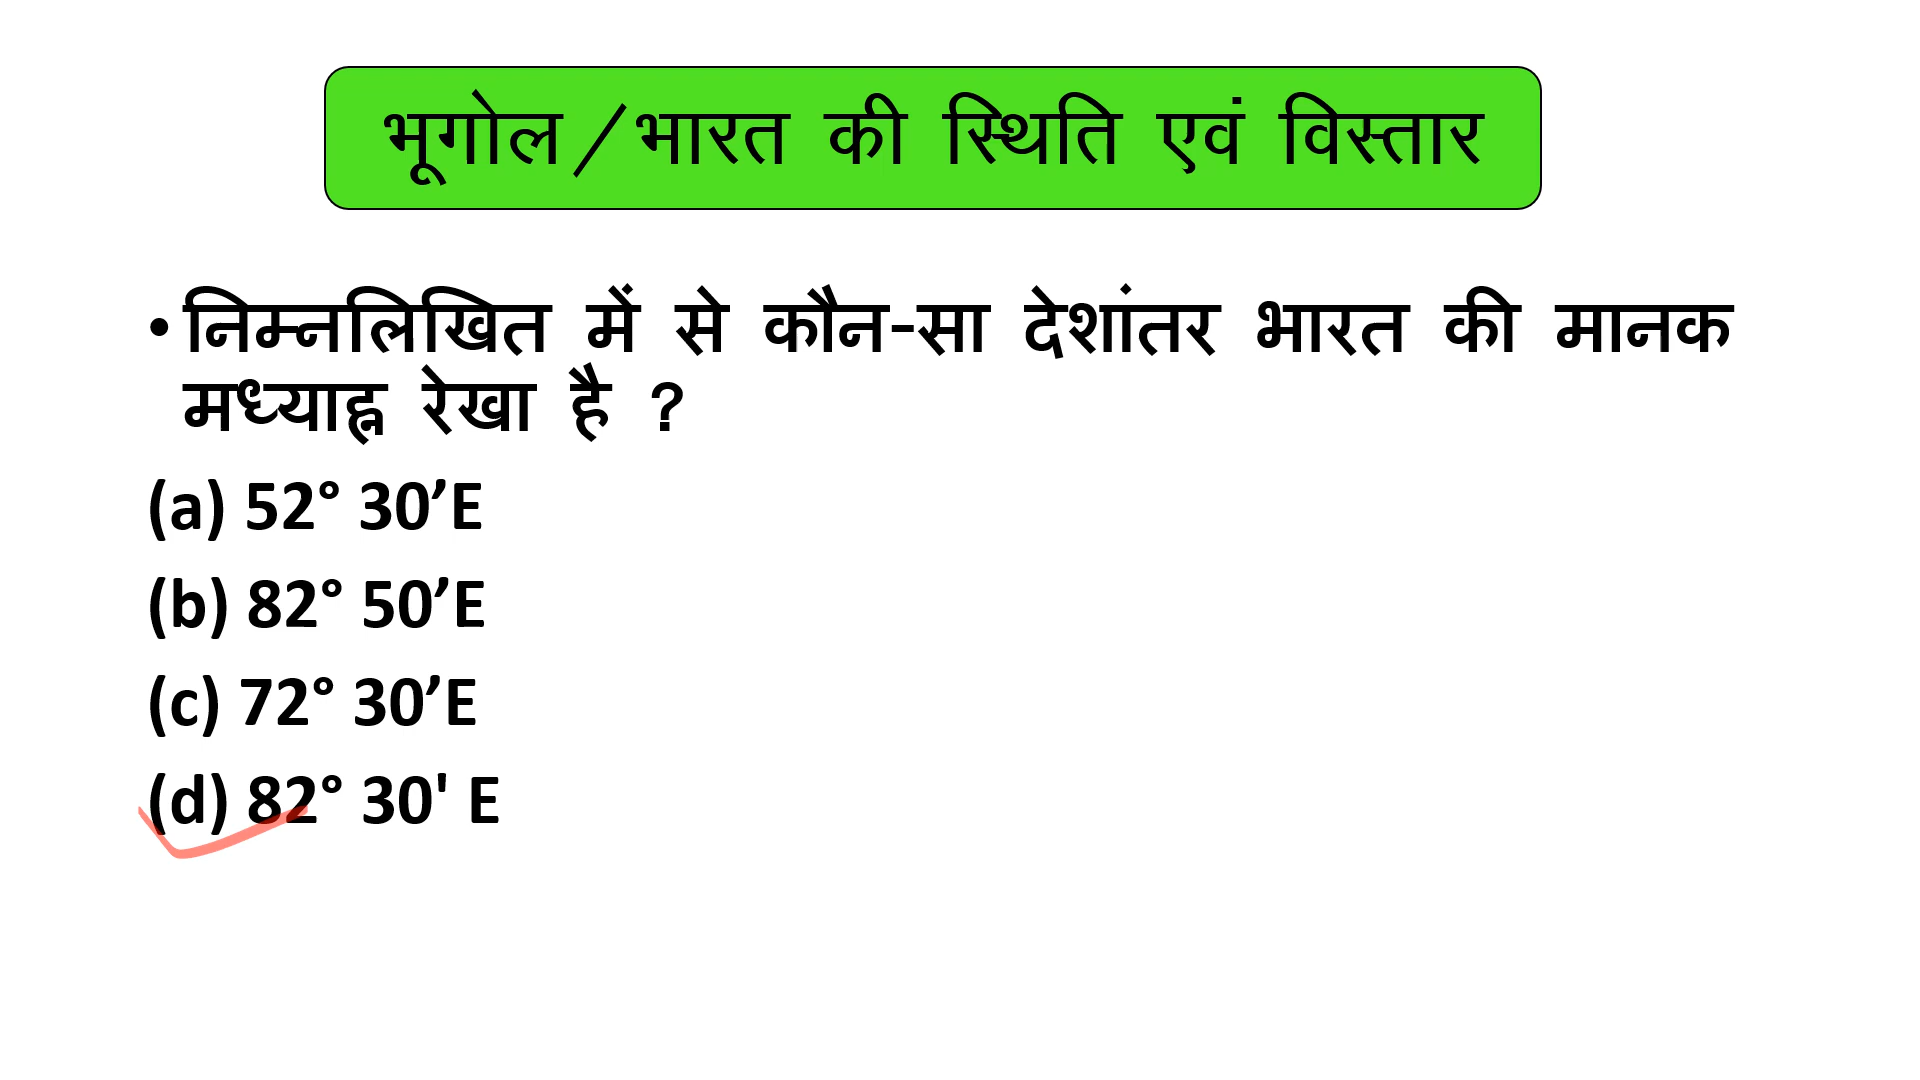 भूगोल/भारत की स्थिति एवं विस्तार
• निम्नलिखित में से कौन-सा देशांतर भारत की मानक
मध्याह्न रेखा है ?
(a) 52° 30’E
(b) 82° 50’E
(c) 72° 30’E
(d) 82° 30' E